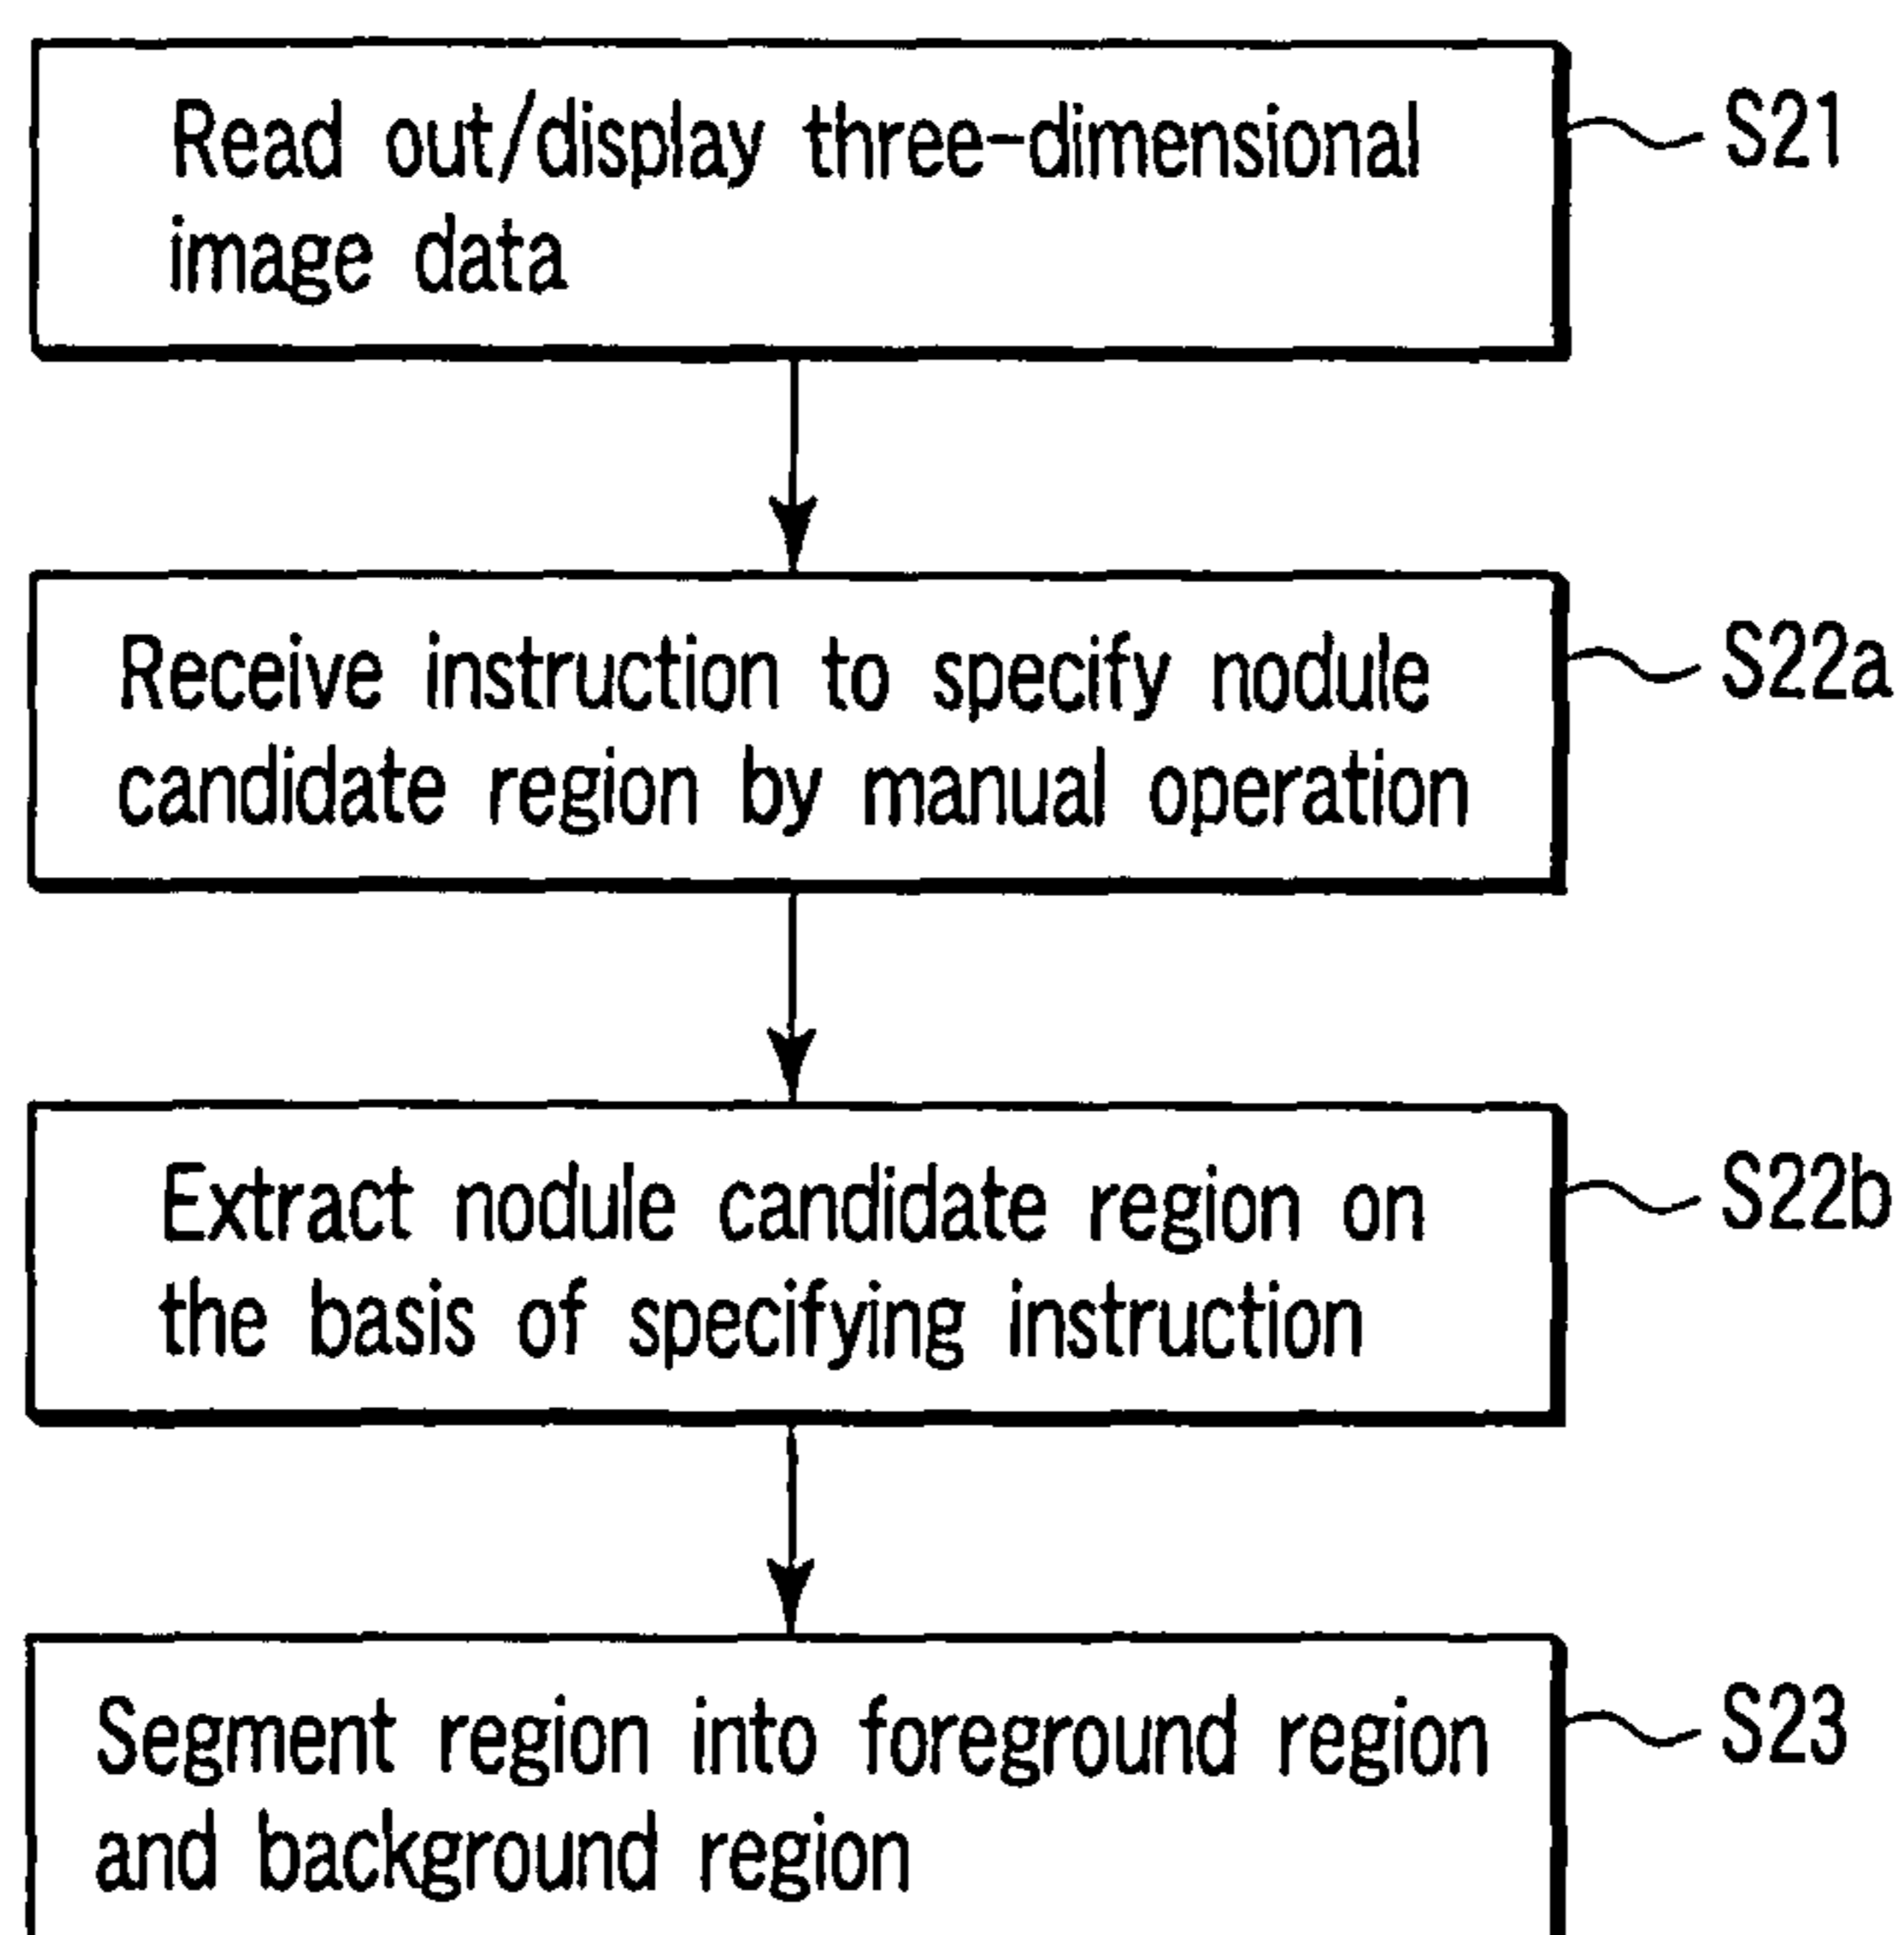 Read out/display three-dimensional
image data
S21
Receive instruction to specify nodule
candidate region by manual operation
S22a
Extract nodule candidate region on
the basis of specifying instruction
S22b
Segment region into foreground region
and background region
S23